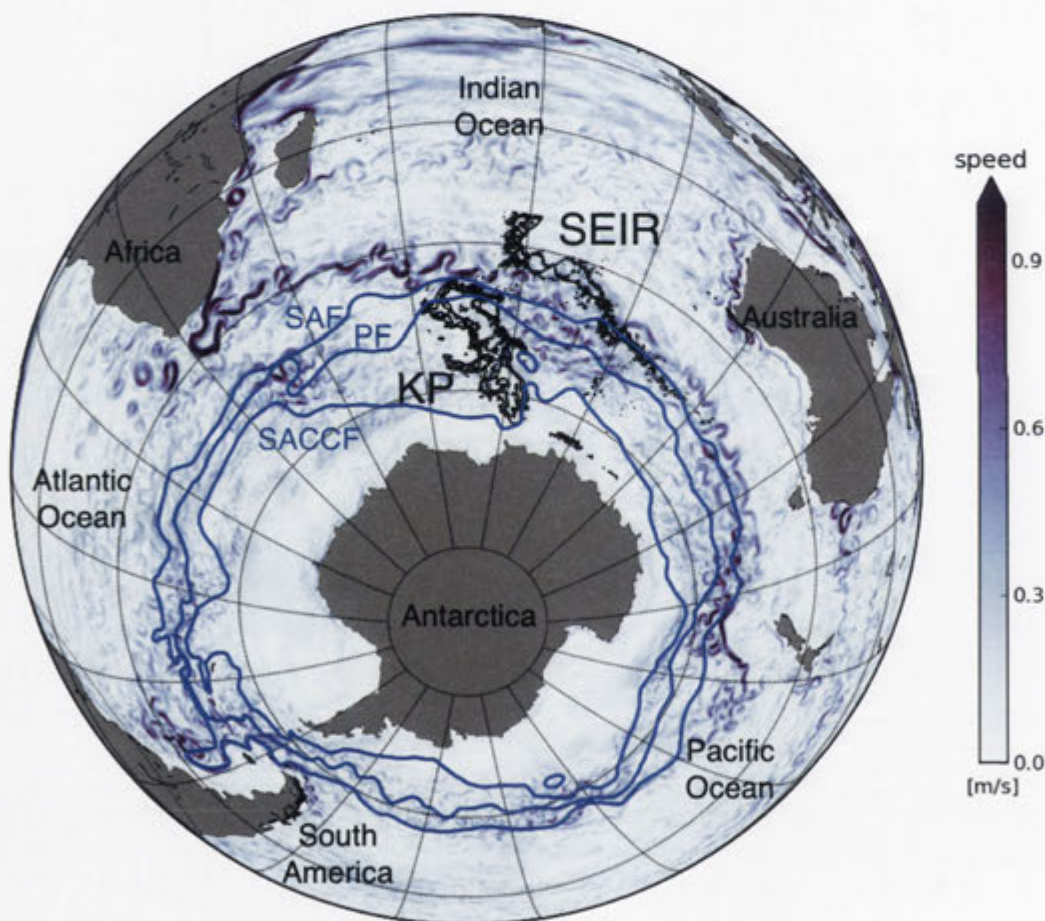 Indian
Ocean
speed
SEIR
Africa
0.9
SAF
PF
Australia
KP
0.6
SACCF
Atlantic
Ocean
Antarctica
0.3
Pacific
Ocean
0.0
[m/s]
South
America